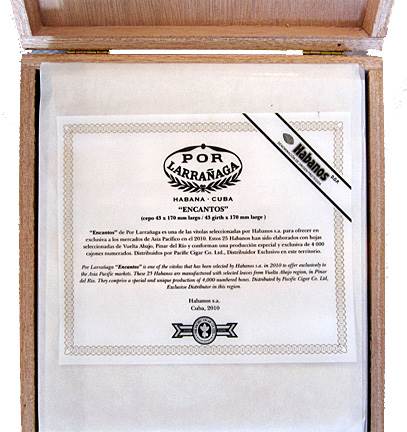 POR
LARRAÑAGA
HABANA · CUBA
"ENCANTOS"
(cepo 43 x 170 mm largo / 43 girth x 170 mm large)
"Encantos" de Por Larrañaga es una de las vitolas seleccionadas por Habanos s.a. para ofrecer en
exclusiva a los mercados de Asia Pacífico en el 2010. Estos 25 Habanos han sido elaborados con hojas
seleccionadas de Vuelta Abajo, Pinar del Río y conforman una producción especial y exclusiva de 4 000
cajones numerados. Distribuidos por Pacific Cigar Co. Ltd., Distribuidor Exclusivo en este territorio.
Por Larrañaga "Encantos" is one of the vitolas that has been selected by Habanos s.a. in 2010 to offer exclusively to
the Asia Pacific markets. These 25 Habanos are manufactured with selected leaves from Vuelta Abajo region, in Pinar
del Río. They comprise a special and unique production of 4,000 numbered boxes. Distributed by Pacific Cigar Co. Ltd,
Exclusive Distributor in this region.
Habanos s.a.
Cuba, 2010
Habanos s.a.